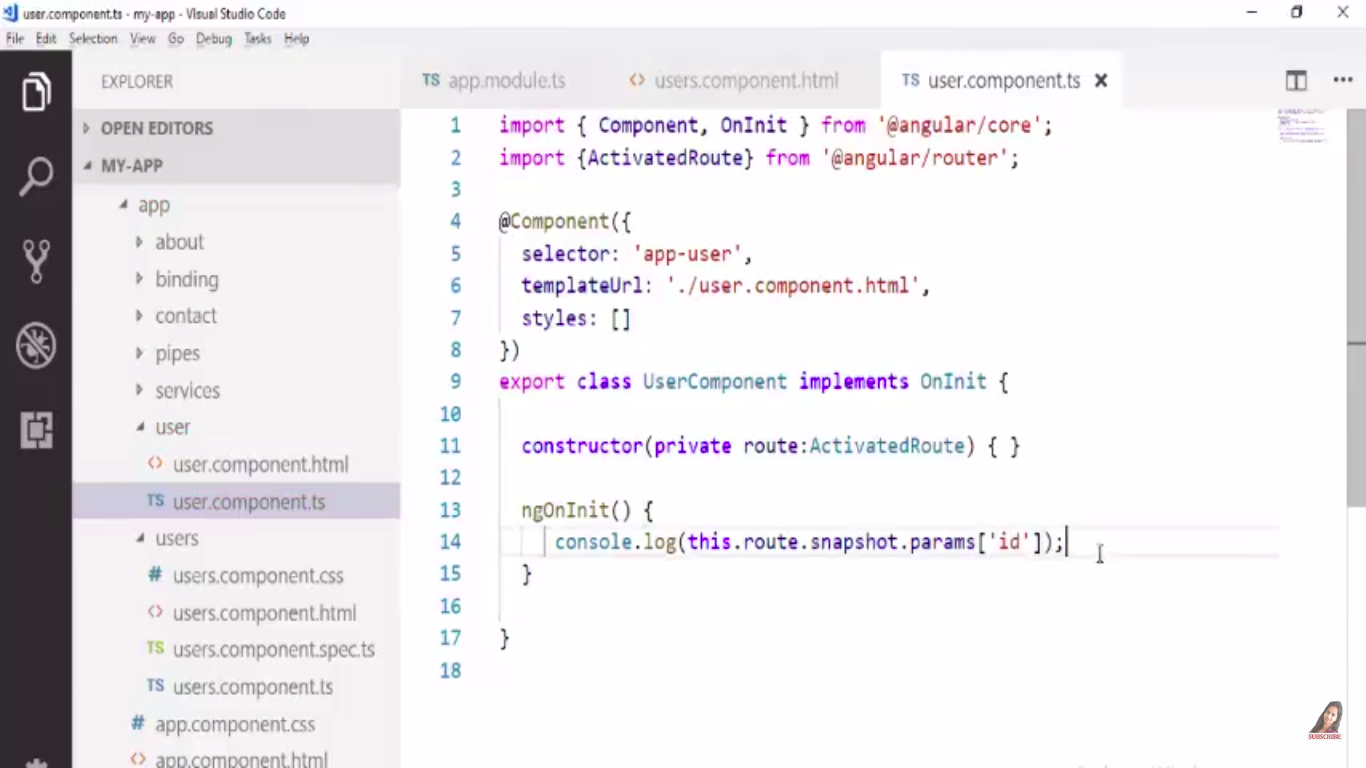 user.component.ts - my-app - Visual Studio Code
File Edit Selection View Go Debug Tasks Help
EXPLORER
OPEN EDITORS
MY-APP
app
about
binding
contact
pipes
services
user
<> user.component.html
TS user.component.ts
users
# users.component.css
<> users.component.html
TS users.component.spec.ts
TS users.component.ts
# app.component.css
<> app.component.html
TS app.module.ts <> users.component.html TS user.component.ts
1 import { Component, OnInit } from '@angular/core';
2 import {ActivatedRoute} from '@angular/router';
3
4 @Component({
5 selector: 'app-user',
6 templateUrl: './user.component.html',
7 styles: []
8 })
9 export class UserComponent implements OnInit {
10
11 constructor(private route:ActivatedRoute) { }
12
13 ngOnInit() {
14 console.log(this.route.snapshot.params['id']);
15 }
16
17 }
18
SUBSCRIBE